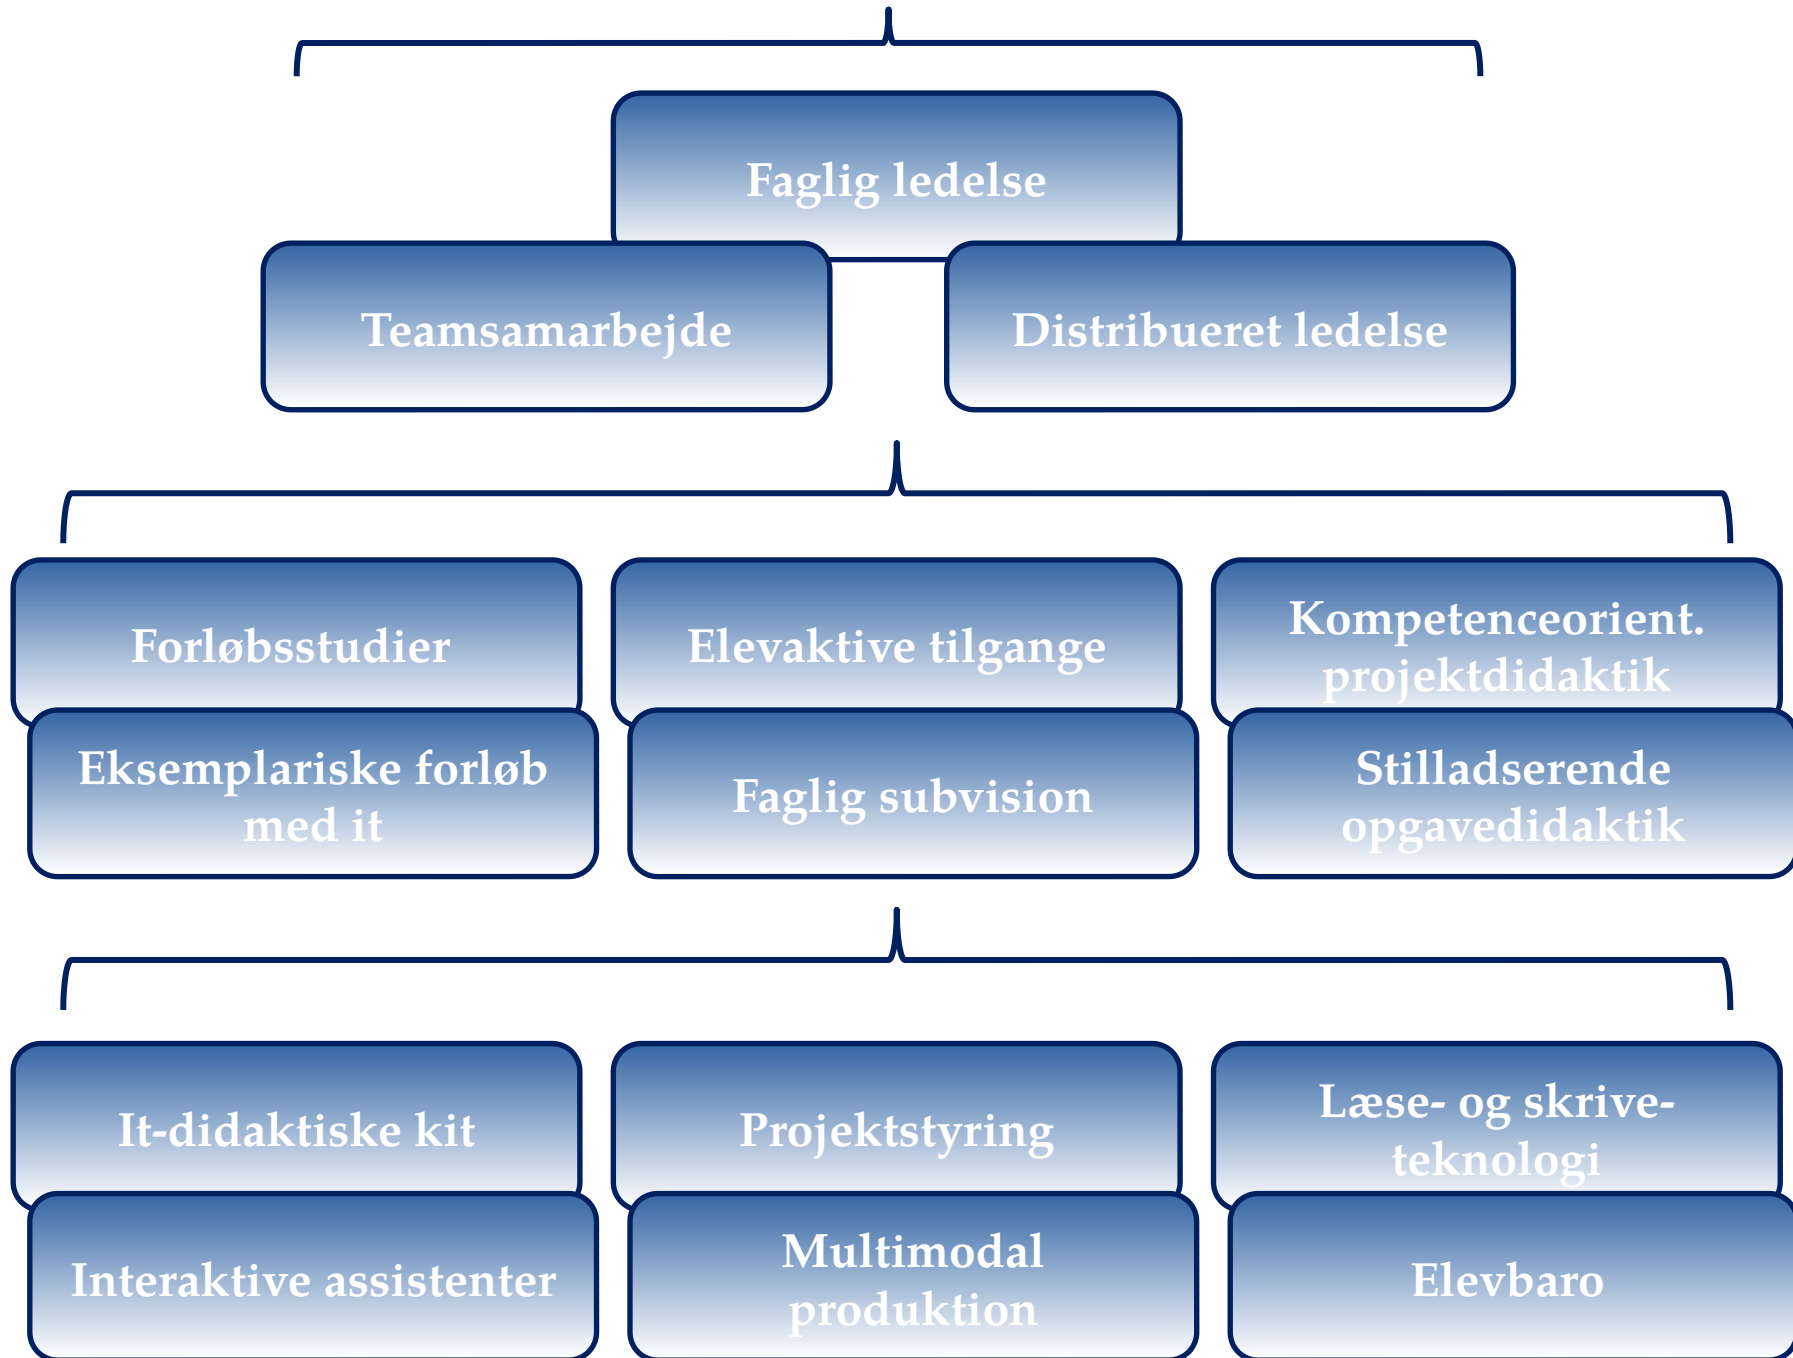 Faglig ledelse
Teamsamarbejde
Distribueret ledelse
Forløbsstudier
Elevaktive tilgange
Kompetenceorient.
projektdidaktik
Eksemplariske forløb
med it
Faglig subvision
Stilladserende
opgavedidaktik
It-didaktiske kit
Projektstyring
Læse- og skrive-
teknologi
Interaktive assistenter
Multimodal
produktion
Elevbaro